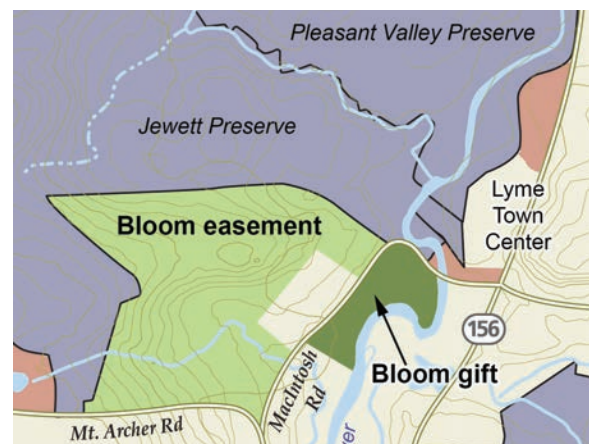 Pleasant Valley Preserve
Jewett Preserve
Lyme
Town
Center
Bloom easement
156
MacIntosh
Rd
Bloom gift
Mt. Archer Rd